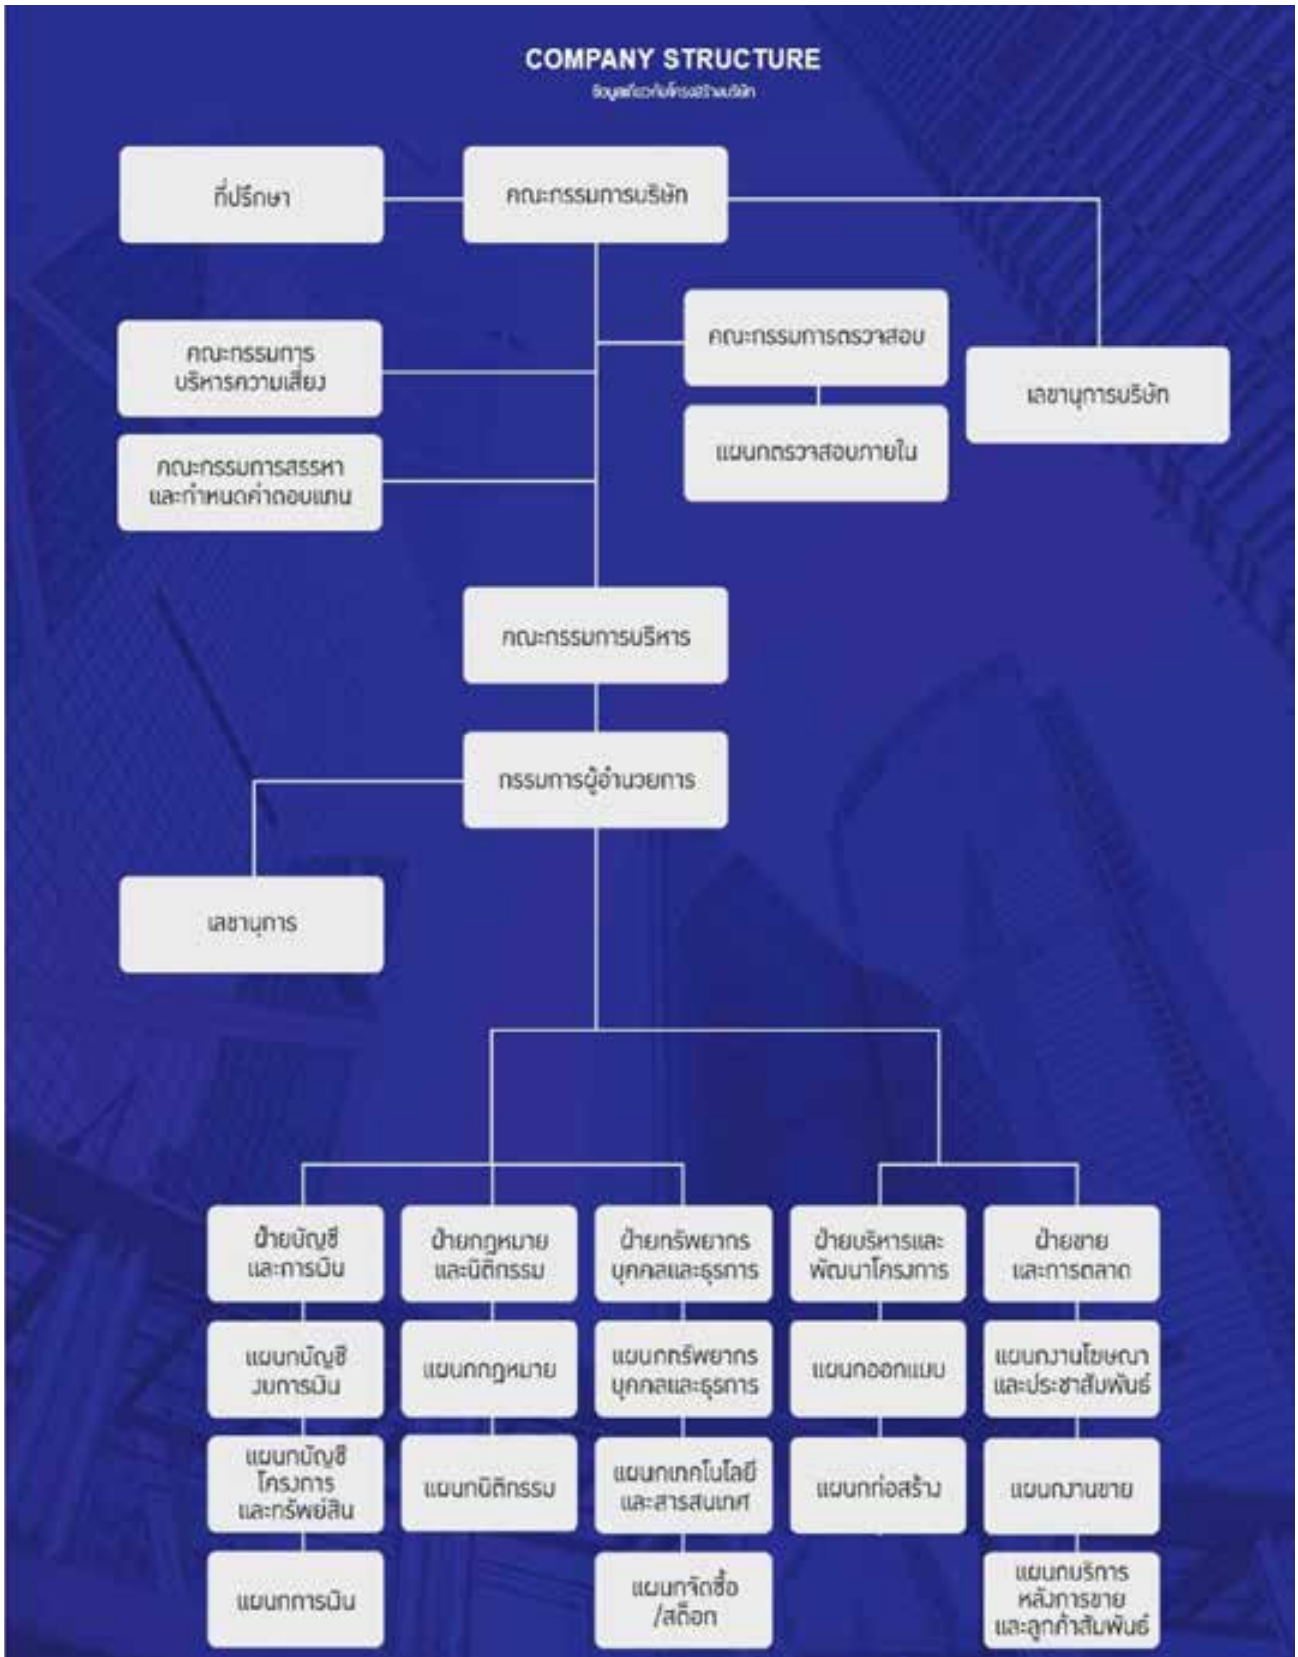 COMPANY STRUCTURE
ข้อมูลเกี่ยวกับโครงสร้างบริษัท
ที่ปรึกษา
คณะกรรมการบริษัท
คณะกรรมการตรวจสอบ
คณะกรรมการ
บริหารความเสี่ยง
เลขานุการบริษัท
แผนกตรวจสอบภายใน
คณะกรรมการสรรหา
และกำหนดค่าตอบแทน
คณะกรรมการบริหาร
กรรมการผู้อำนวยการ
เลขานุการ
ฝ่ายบัญชี
และการเงิน
ฝ่ายกฎหมาย
และนิติกรรม
ฝ่ายทรัพยากร
บุคคลและธุรการ
ฝ่ายบริหารและ
พัฒนาโครงการ
ฝ่ายขาย
และการตลาด
แผนกบัญชี
งบการเงิน
แผนกกฎหมาย
แผนกทรัพยากร
บุคคลและธุรการ
แผนกออกแบบ
แผนกงานโฆษณา
และประชาสัมพันธ์
แผนกบัญชี
โครงการ
และทรัพย์สิน
แผนกนิติกรรม
แผนกเทคโนโลยี
และสารสนเทศ
แผนกก่อสร้าง
แผนกงานขาย
แผนกการเงิน
แผนกจัดซื้อ
/สต็อก
แผนกบริการ
หลังการขาย
และลูกค้าสัมพันธ์